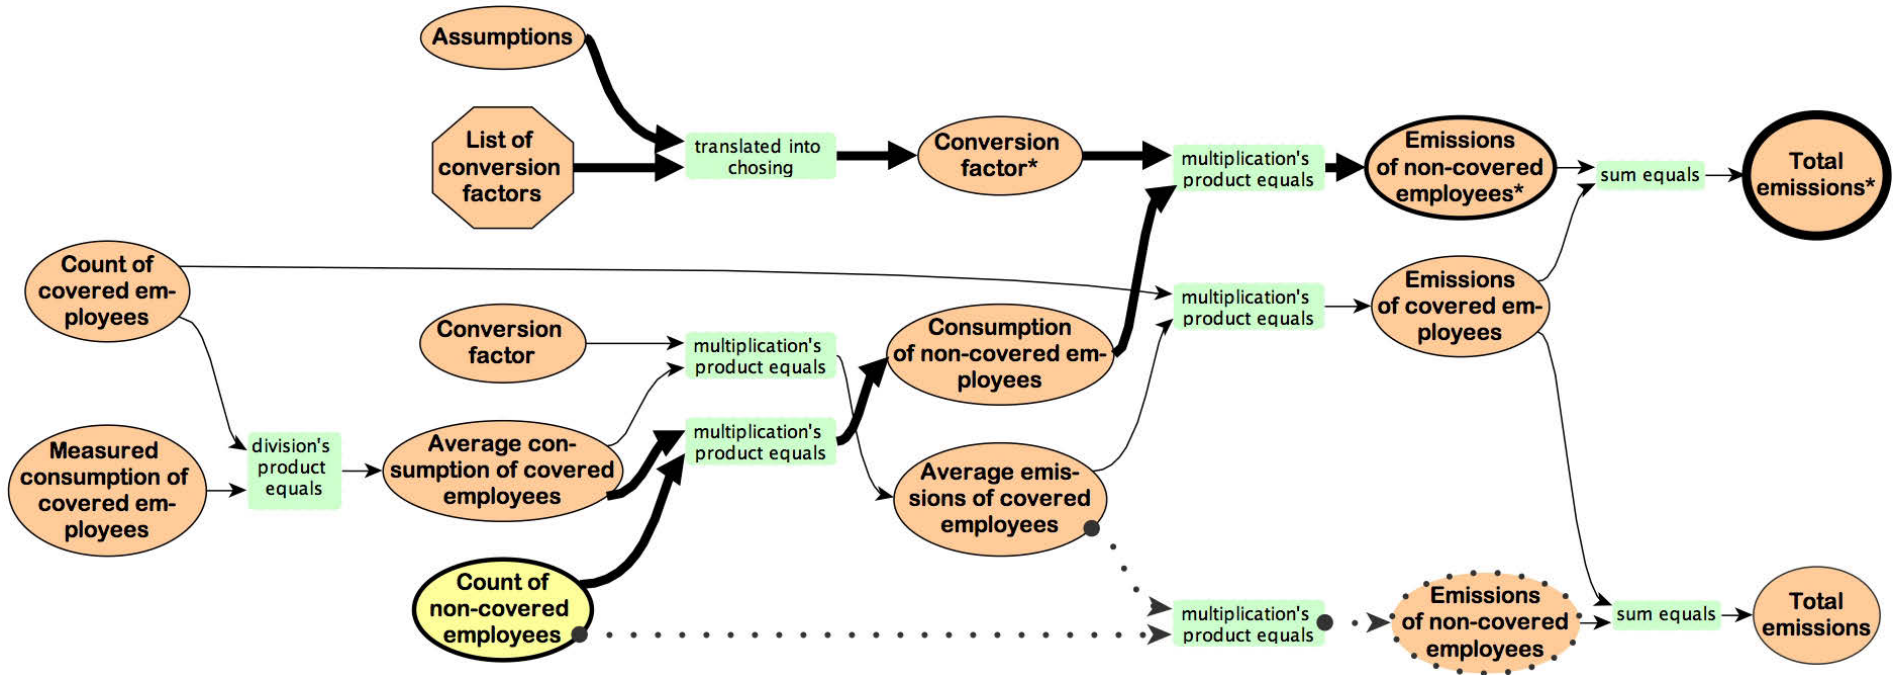 Assumptions
List of
conversion
factors
translated into
chosing
Conversion
factor*
multiplication's
product equals
Emissions
of non-covered
employees*
sum equals
Total
emissions*
Count of
covered em-
ployees
Conversion
factor
multiplication's
product equals
Consumption
of non-covered em-
ployees
multiplication's
product equals
Emissions
of covered em-
ployees
Measured
consumption of
covered em-
ployees
division's
product
equals
Average con-
sumption of covered
employees
multiplication's
product equals
Average emis-
sions of covered
employees
Count of
non-covered
employees
multiplication's
product equals
Emissions
of non-covered
employees
sum equals
Total
emissions